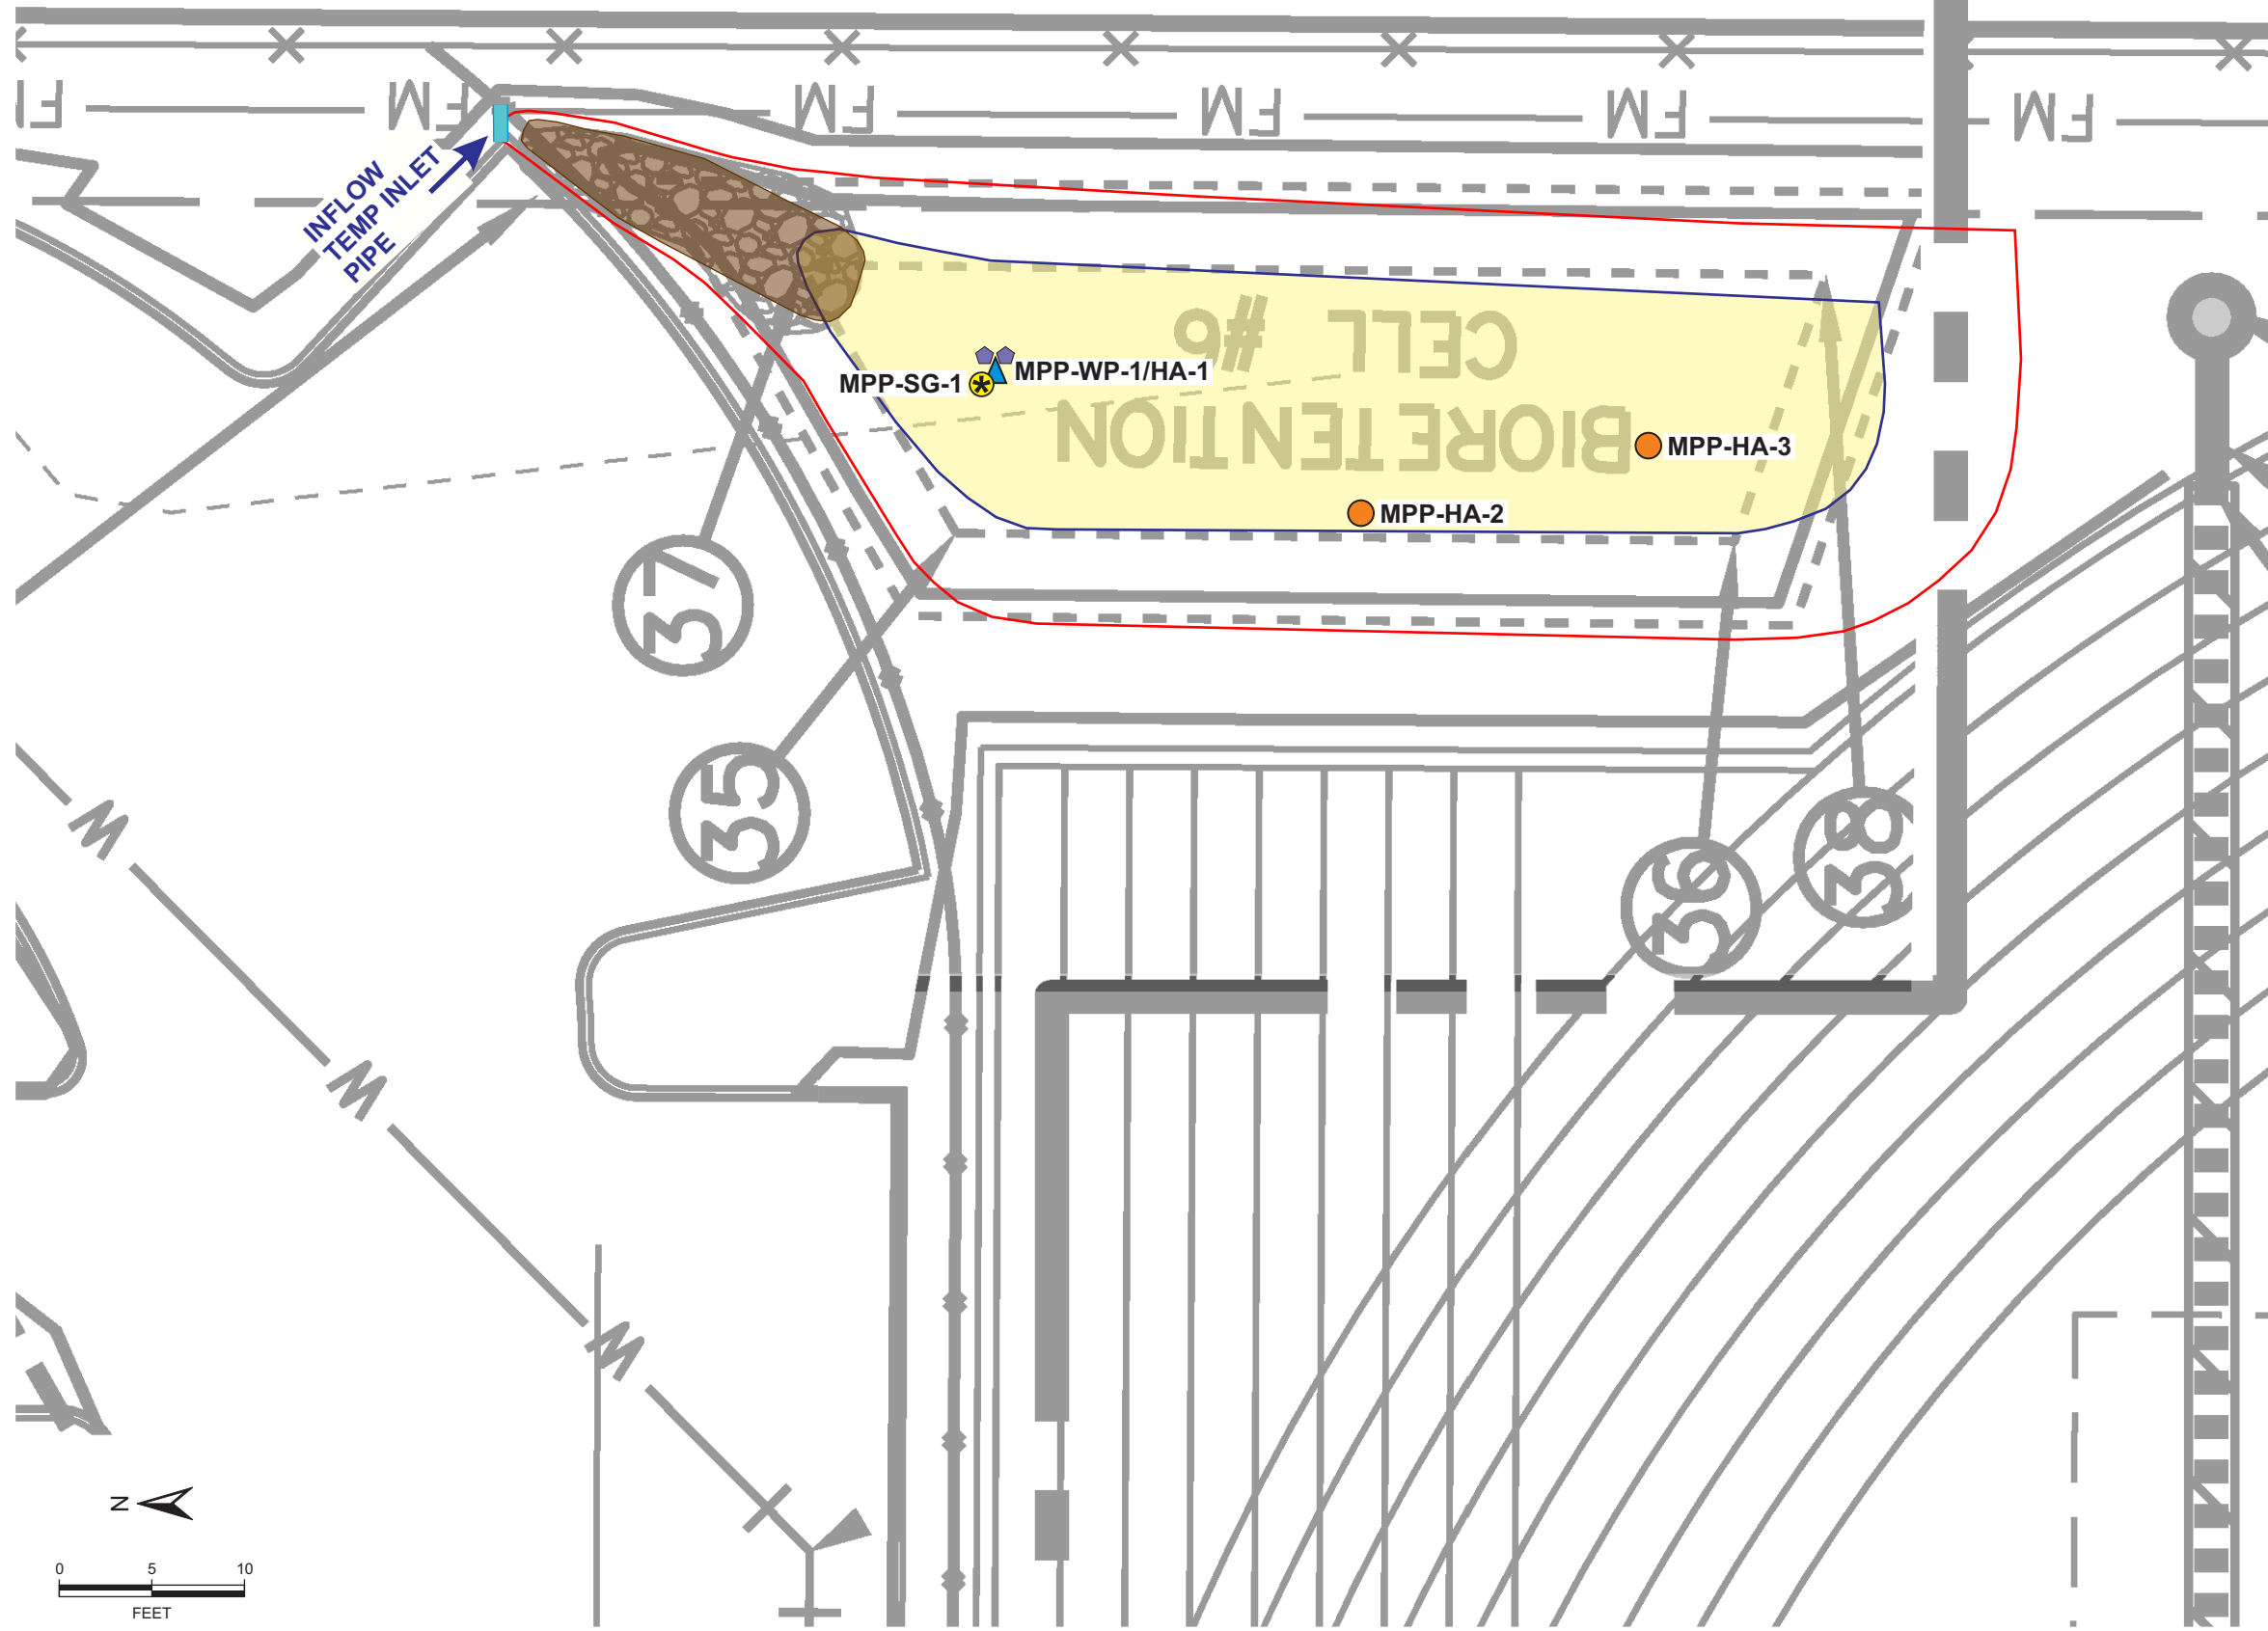 FM
FM
FM
FM
FM
FM
INFLOW
TEMP INLET
PIPE
CELL #6
BIORETENTION
MPP-SG-1
MPP-WP-1/HA-1
MPP-HA-3
MPP-HA-2
37
35
36
38
M
M
M
N
0 5 10
FEET